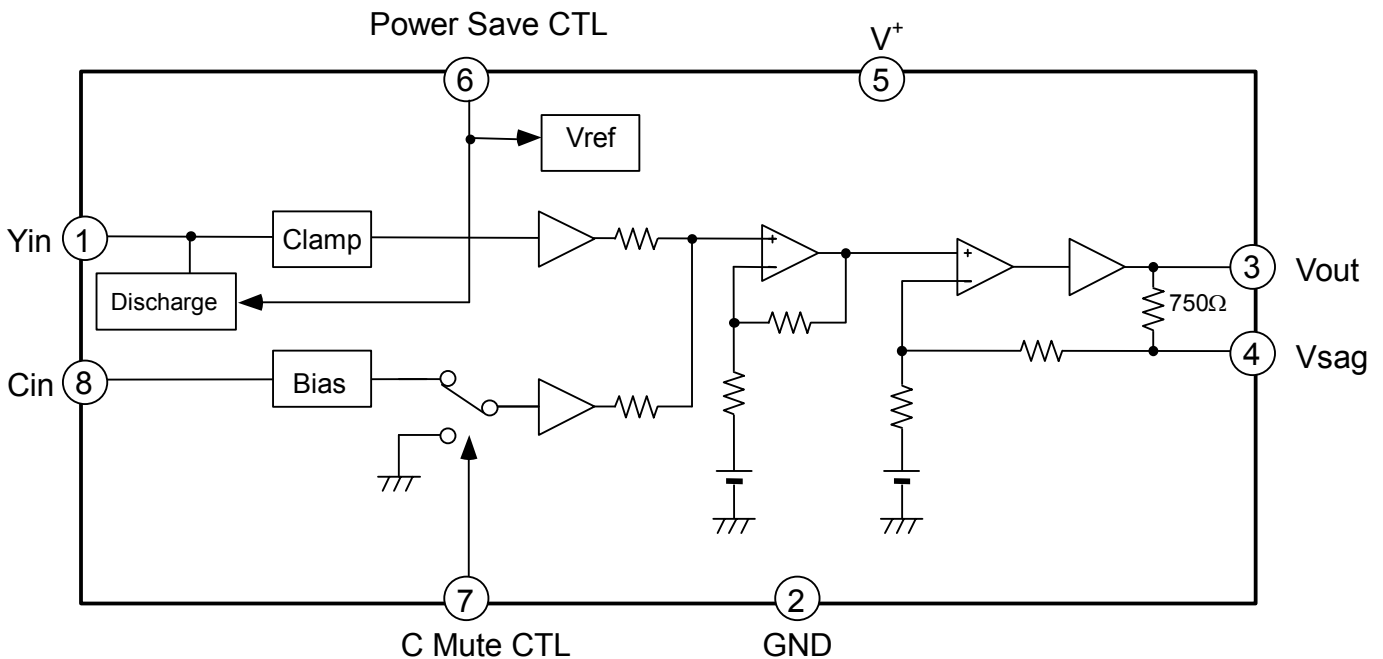 Power Save CTL
V+
6
5
Vref
Yin
1
Clamp
Discharge
+
−
+
−
3
Vout
750Ω
4
Vsag
Cin
8
Bias
7
2
C Mute CTL
GND